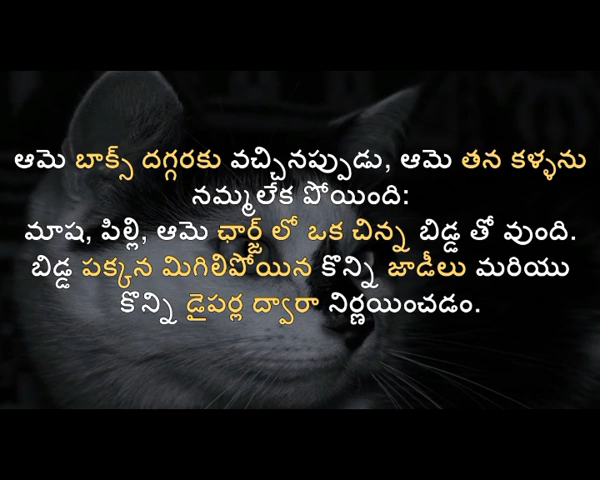 ఆమె బాక్స్ దగ్గరకు వచ్చినప్పుడు, ఆమె తన కళ్ళను
నమ్మలేక పోయింది:
మాష, పిల్లి, ఆమె ఛార్జ్ లో ఒక చిన్న బిడ్డ తో వుంది.
బిడ్డ పక్కన మిగిలిపోయిన కొన్ని జాడీలు మరియు
కొన్ని డైపర్ల ద్వారా నిర్ణయించడం.